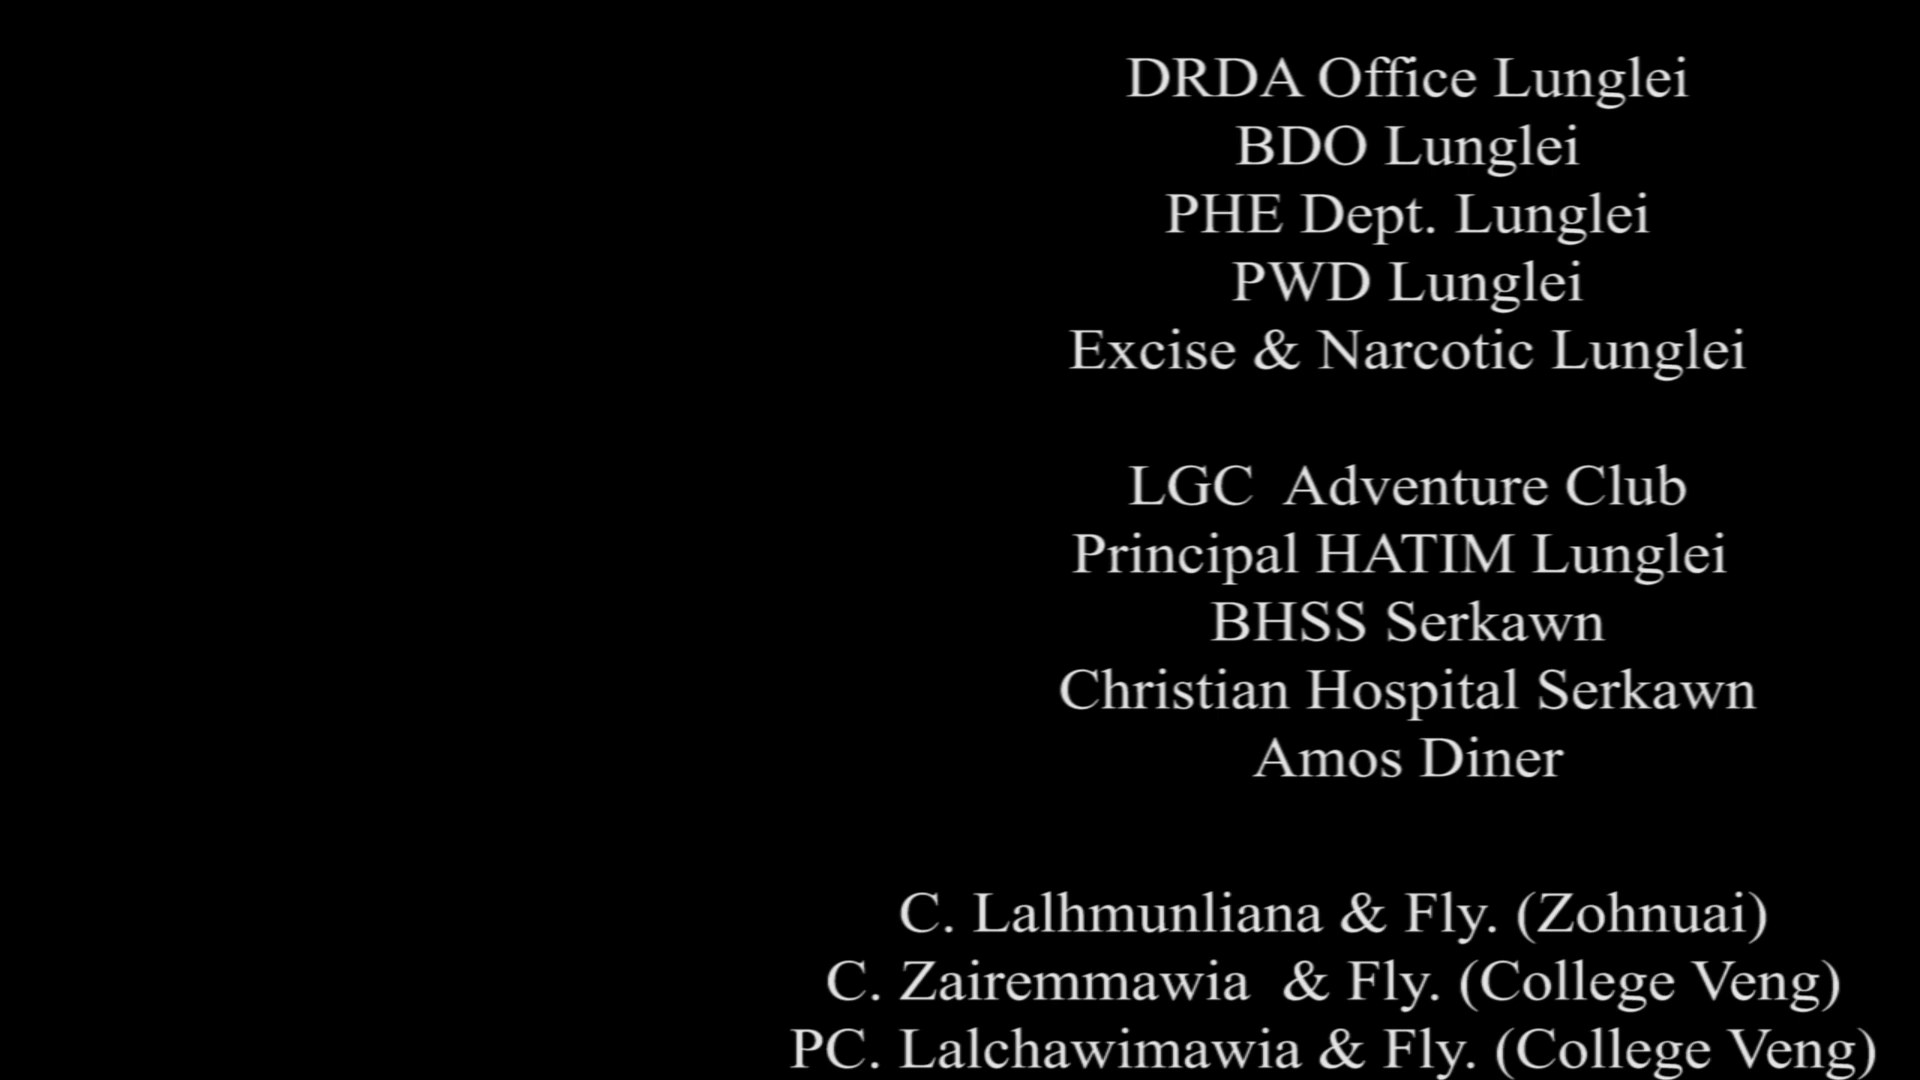 DRDA Office Lunglei
BDO Lunglei
PHE Dept. Lunglei
PWD Lunglei
Excise & Narcotic Lunglei
LGC  Adventure Club
Principal HATIM Lunglei
BHSS Serkawn
Christian Hospital Serkawn
Amos Diner
C. Lalhmunliana & Fly. (Zohnuai)
C. Zairemmawia  & Fly. (College Veng)
PC. Lalchawimawia & Fly. (College Veng)